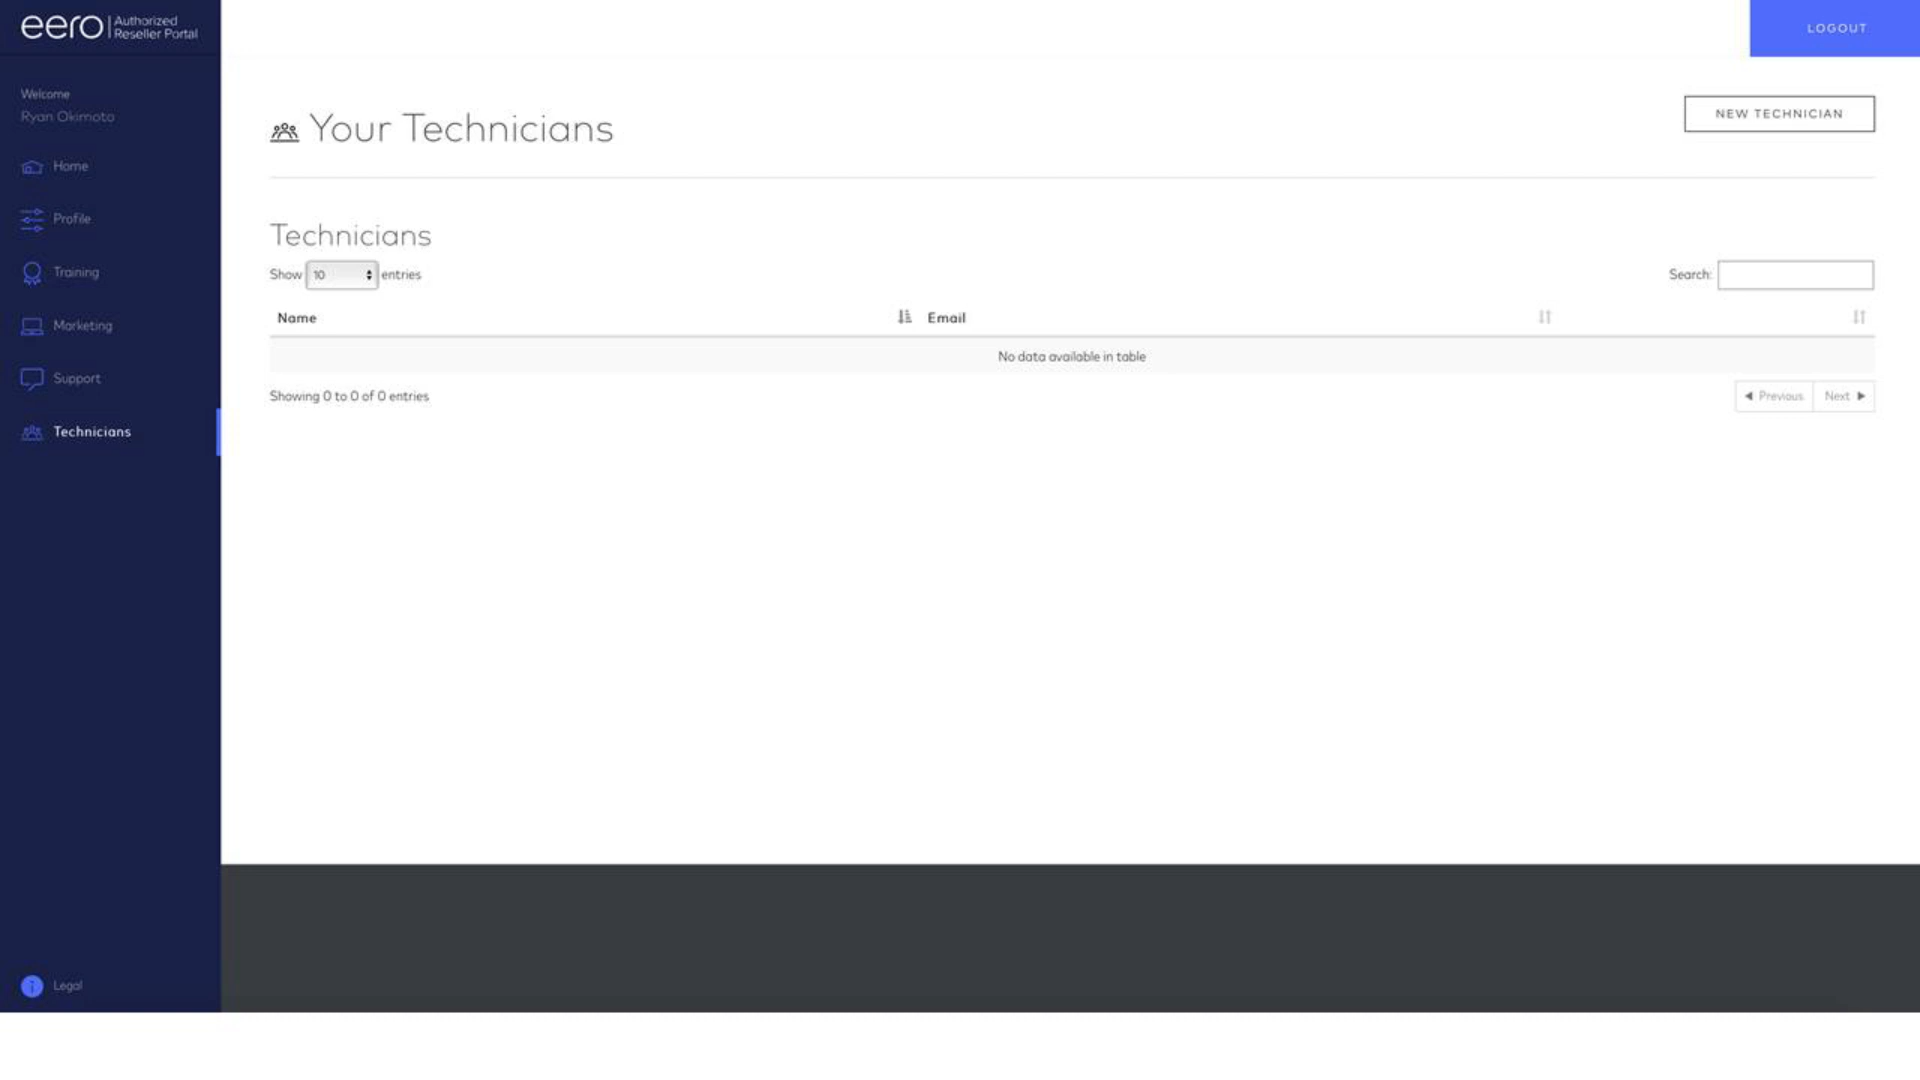 eero Authorized
Reseller Portal
LOGOUT
Welcome
Ryan Okimoto
Home
Profile
Training
Marketing
Support
Technicians
Legal
Your Technicians
NEW TECHNICIAN
Technicians
Show 10 entries
Search:
Name Email
No data available in table
Showing 0 to 0 of 0 entries
Previous Next